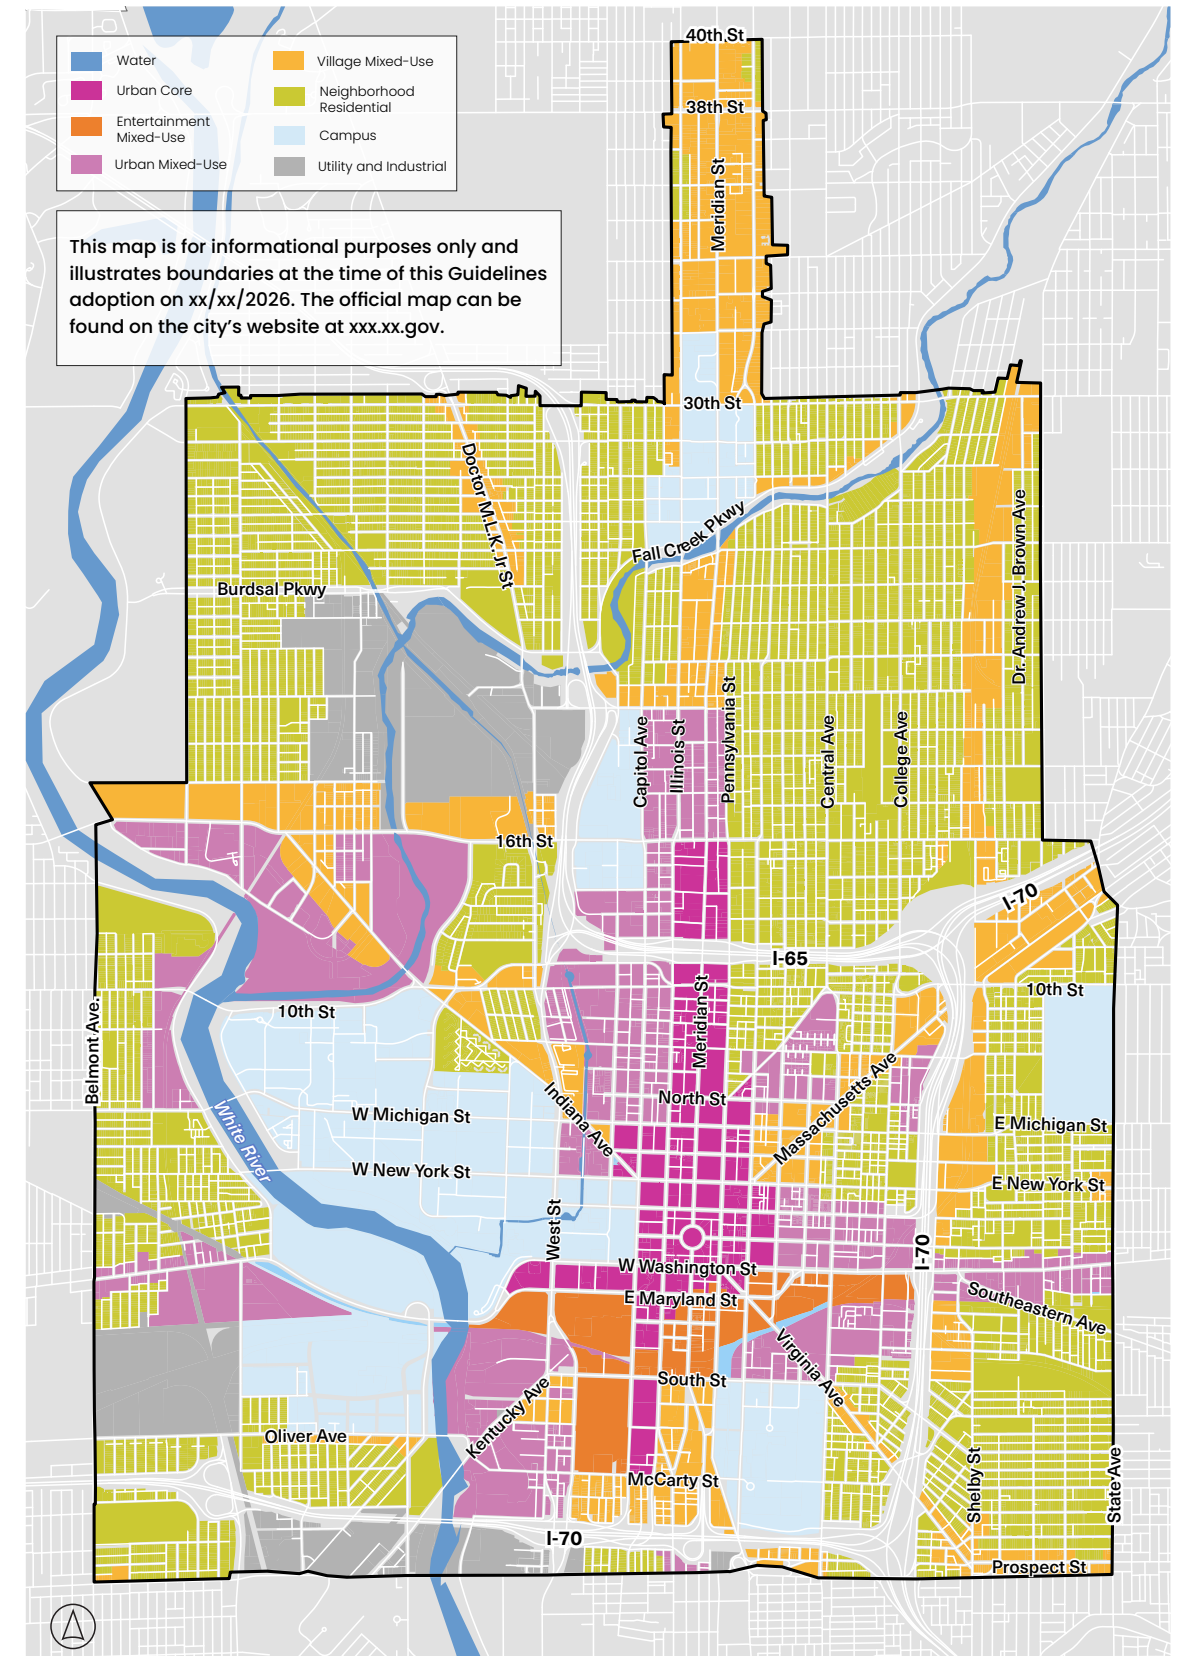 Water
Urban Core
Entertainment
Mixed-Use
Urban Mixed-Use
Village Mixed-Use
Neighborhood
Residential
Campus
Utility and Industrial
This map is for informational purposes only and
illustrates boundaries at the time of this Guidelines
adoption on xx/xx/2026. The official map can be
found on the city's website at xxx.xx.gov.
40th St
38th St
Meridian St
30th St
Doctor M.L.K. Jr St
Fall Creek Pkwy
Burdsal Pkwy
Dr. Andrew J. Brown Ave
Capitol Ave
Illinois St
Pennsylvania St
Central Ave
College Ave
16th St
I-70
I-65
10th St
10th St
Belmont Ave.
Meridian St
North St
Massachusetts Ave
Indiana Ave
W Michigan St
E Michigan St
White River
W New York St
E New York St
West St
I-70
W Washington St
E Maryland St
Southeastern Ave
Virginia Ave
South St
Kentucky Ave
Oliver Ave
McCarty St
Shelby St
State Ave
I-70
Prospect St